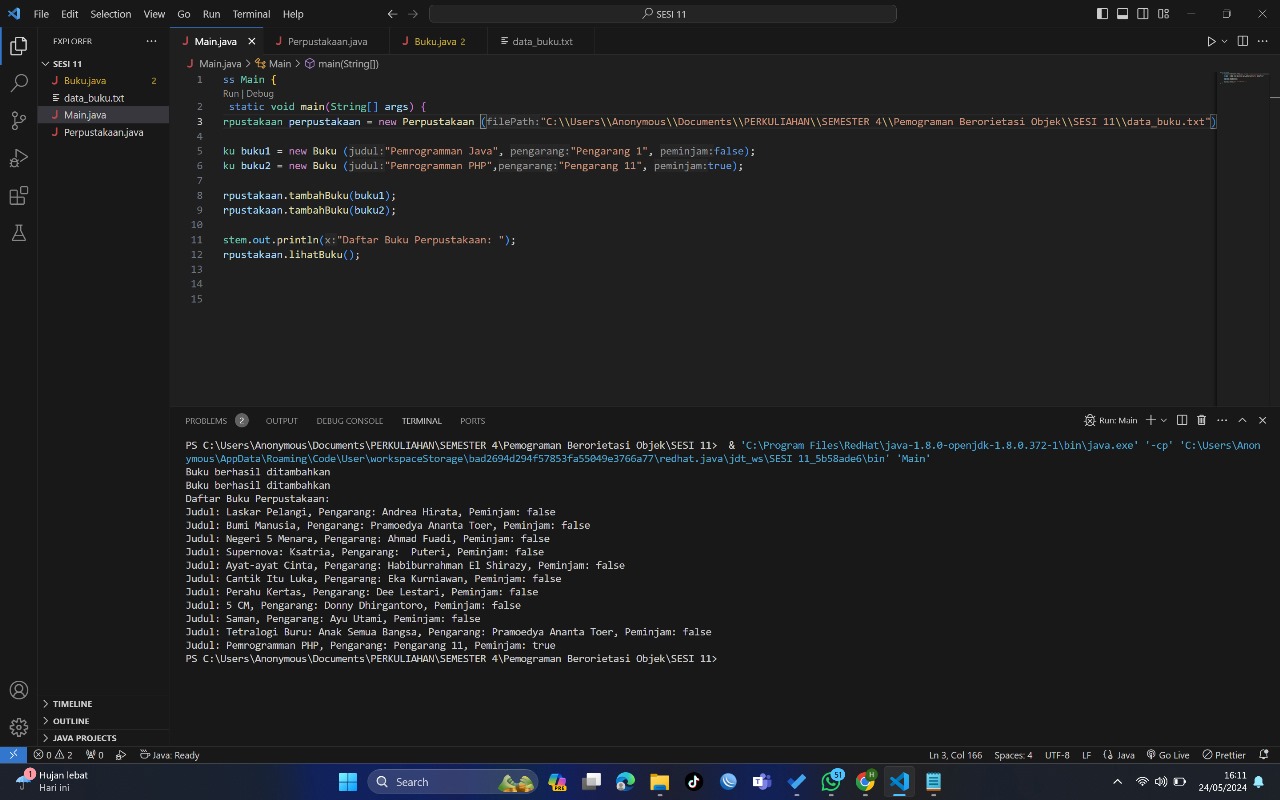 File Edit Selection View Go Run Terminal Help
SESI 11
EXPLORER
SESI 11
Buku.java 2
data_buku.txt
Main.java
Perpustakaan.java
TIMELINE
OUTLINE
JAVA PROJECTS
Main.java Perpustakaan.java Buku.java 2 data_buku.txt
Main.java > Main > main(String[])
1 ss Main {
Run | Debug
2 static void main(String[] args) {
3 rpustakaan perpustakaan = new Perpustakaan (filePath:"C:\\Users\\Anonymous\\Documents\\PERKULIAHAN\\SEMESTER 4\\Pemograman Berorietasi Objek\\SESI 11\\data_buku.txt")
4
5 ku buku1 = new Buku (judul:"Pemrogramman Java", pengarang:"Pengarang 1", peminjam:false);
6 ku buku2 = new Buku (judul:"Pemrogramman PHP",pengarang:"Pengarang 11", peminjam:true);
7
8 rpustakaan.tambahBuku(buku1);
9 rpustakaan.tambahBuku(buku2);
10
11 stem.out.println(x:"Daftar Buku Perpustakaan: ");
12 rpustakaan.lihatBuku();
13
14
15
PROBLEMS 2 OUTPUT DEBUG CONSOLE TERMINAL PORTS
Run: Main
PS C:\Users\Anonymous\Documents\PERKULIAHAN\SEMESTER 4\Pemograman Berorietasi Objek\SESI 11> & 'C:\Program Files\RedHat\java-1.8.0-openjdk-1.8.0.372-1\bin\java.exe' '-cp' 'C:\Users\Anon
ymous\AppData\Roaming\Code\User\workspaceStorage\bad2694d294f57853fa55049e3766a77\redhat.java\jdt_ws\SESI 11_5b58ade6\bin' 'Main'
Buku berhasil ditambahkan
Buku berhasil ditambahkan
Daftar Buku Perpustakaan:
Judul: Laskar Pelangi, Pengarang: Andrea Hirata, Peminjam: false
Judul: Bumi Manusia, Pengarang: Pramoedya Ananta Toer, Peminjam: false
Judul: Negeri 5 Menara, Pengarang: Ahmad Fuadi, Peminjam: false
Judul: Supernova: Ksatria, Pengarang:  Puteri, Peminjam: false
Judul: Ayat-ayat Cinta, Pengarang: Habiburrahman El Shirazy, Peminjam: false
Judul: Cantik Itu Luka, Pengarang: Eka Kurniawan, Peminjam: false
Judul: Perahu Kertas, Pengarang: Dee Lestari, Peminjam: false
Judul: 5 CM, Pengarang: Donny Dhirgantoro, Peminjam: false
Judul: Saman, Pengarang: Ayu Utami, Peminjam: false
Judul: Tetralogi Buru: Anak Semua Bangsa, Pengarang: Pramoedya Ananta Toer, Peminjam: false
Judul: Pemrogramman PHP, Pengarang: Pengarang 11, Peminjam: true
PS C:\Users\Anonymous\Documents\PERKULIAHAN\SEMESTER 4\Pemograman Berorietasi Objek\SESI 11>
0 2 0 Java: Ready
Ln 3, Col 166 Spaces: 4 UTF-8 LF Java Go Live Prettier
1
Hujan lebat
Hari ini
Search
PRE
51
H
16:11
24/05/2024